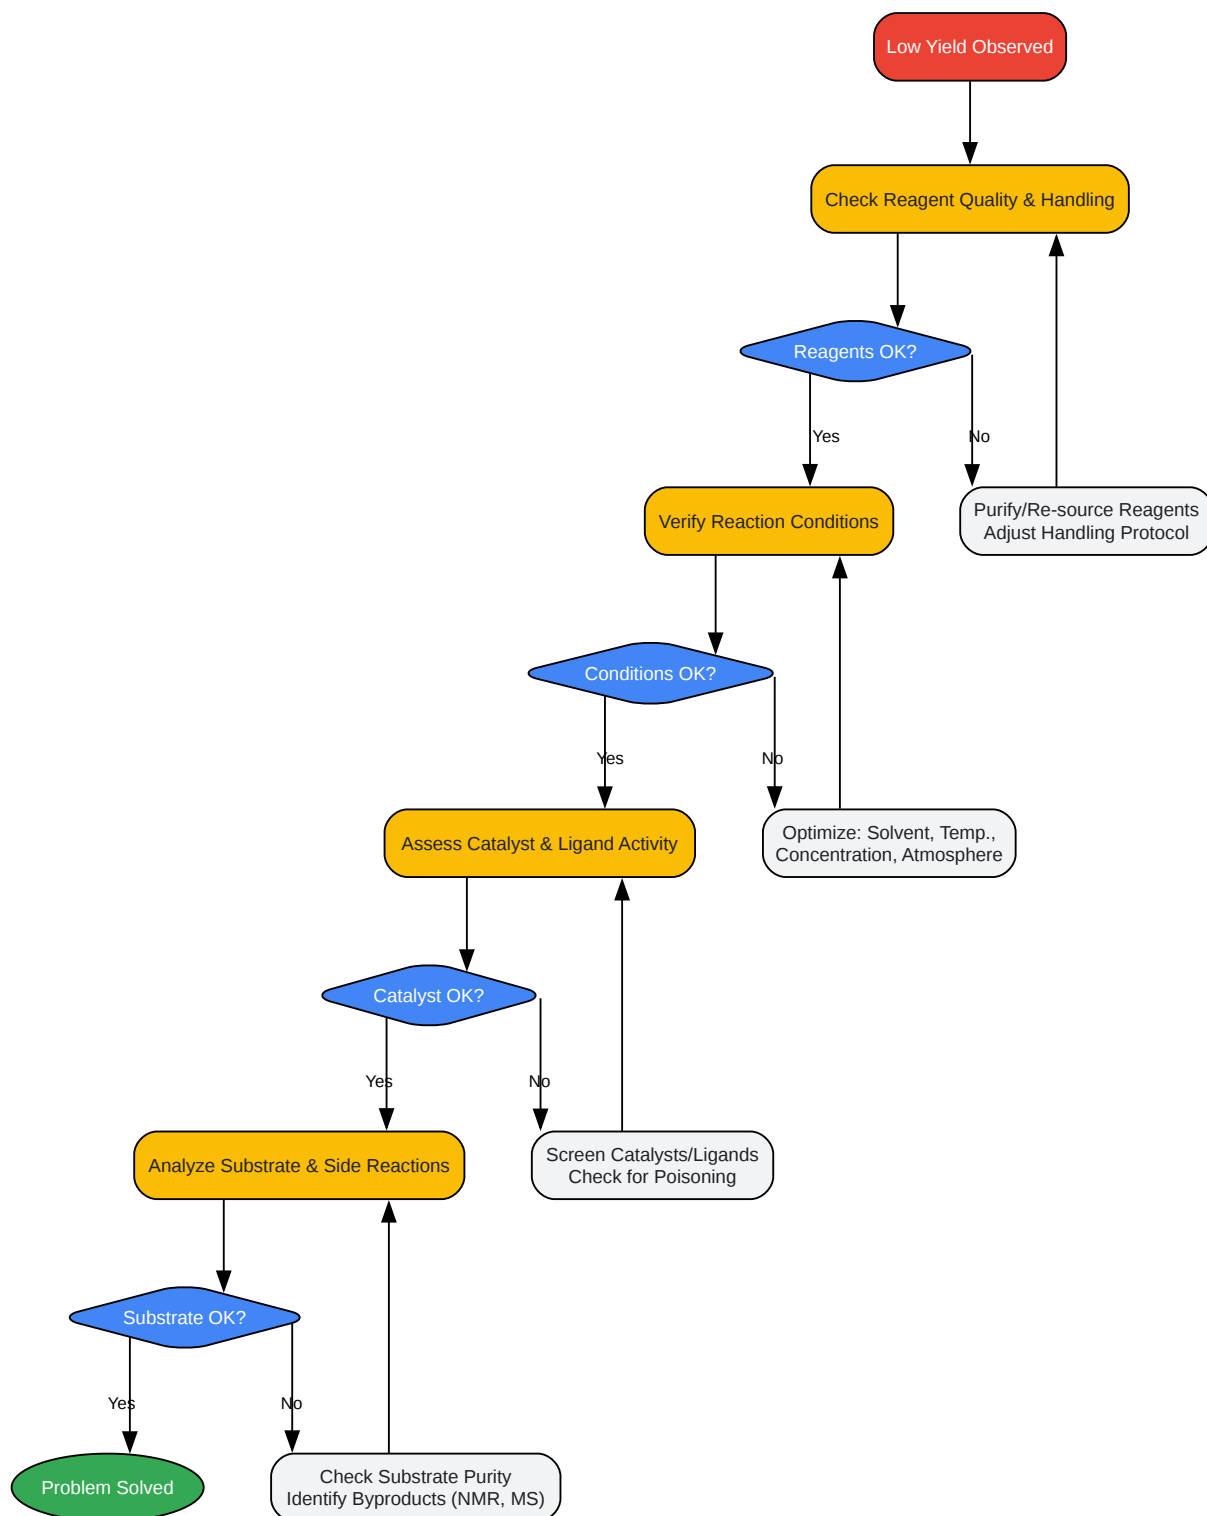 Low Yield Observed
Check Reagent Quality & Handling
Reagents OK?
Yes
No
Verify Reaction Conditions
Purify/Re-source Reagents
Adjust Handling Protocol
Conditions OK?
Yes
No
Assess Catalyst & Ligand Activity
Optimize: Solvent, Temp.,
Concentration, Atmosphere
Catalyst OK?
Yes
No
Analyze Substrate & Side Reactions
Screen Catalysts/Ligands
Check for Poisoning
Substrate OK?
Yes
No
Problem Solved
Check Substrate Purity
Identify Byproducts (NMR, MS)